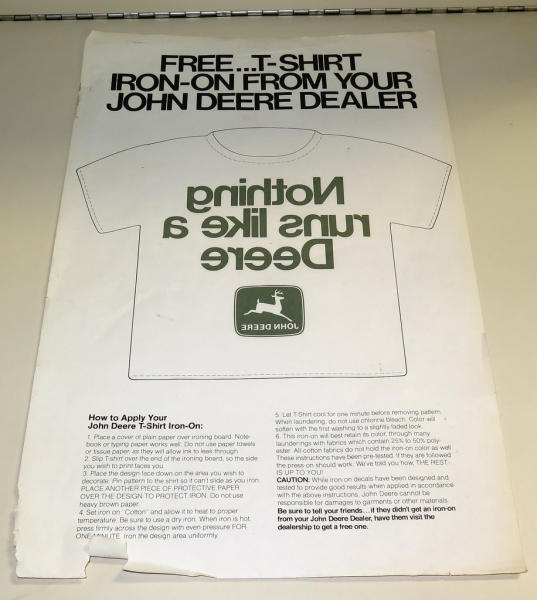 FREE...T-SHIRT
IRON-ON FROM YOUR
JOHN DEERE DEALER
Nothing
runs like a
Deere
JOHN DEERE
How to Apply Your
John Deere T-Shirt Iron-On:
1. Place a cover of plain paper over ironing board. Note-
book or typing paper works well. Do not use paper towels
or tissue paper, as they will allow ink to leak through.
2. Slip T-shirt over the end of the ironing board, so the side
you wish to print faces you.
3. Place the design face down on the area you wish to
decorate. Pin pattern to the shirt so it can't slide as you iron.
PLACE ANOTHER PIECE OF PROTECTIVE PAPER
OVER THE DESIGN TO PROTECT IRON. Do not use
heavy brown paper.
4. Set iron on "Cotton" and allow it to heat to proper
temperature. Be sure to use a dry iron. When iron is hot,
press firmly across the design with even pressure FOR
ONE MINUTE. Iron the design area uniformly.
5. Let T-Shirt cool for one minute before removing pattern.
When laundering, do not use chlorine bleach. Color will
soften with the first washing to a slightly faded look.
6. This iron-on will best retain its color, through many
launderings with fabrics which contain 25% to 50% poly-
ester. All cotton fabrics do not hold the iron-on color as well.
These instructions have been pre-tested. If they are followed
the press-on should work. We've told you how, THE REST
IS UP TO YOU!
CAUTION: While iron-on decals have been designed and
tested to provide good results when applied in accordance
with the above instructions, John Deere cannot be
responsible for damages to garments or other materials.
Be sure to tell your friends...if they didn't get an iron-on
from your John Deere Dealer, have them visit the
dealership to get a free one.